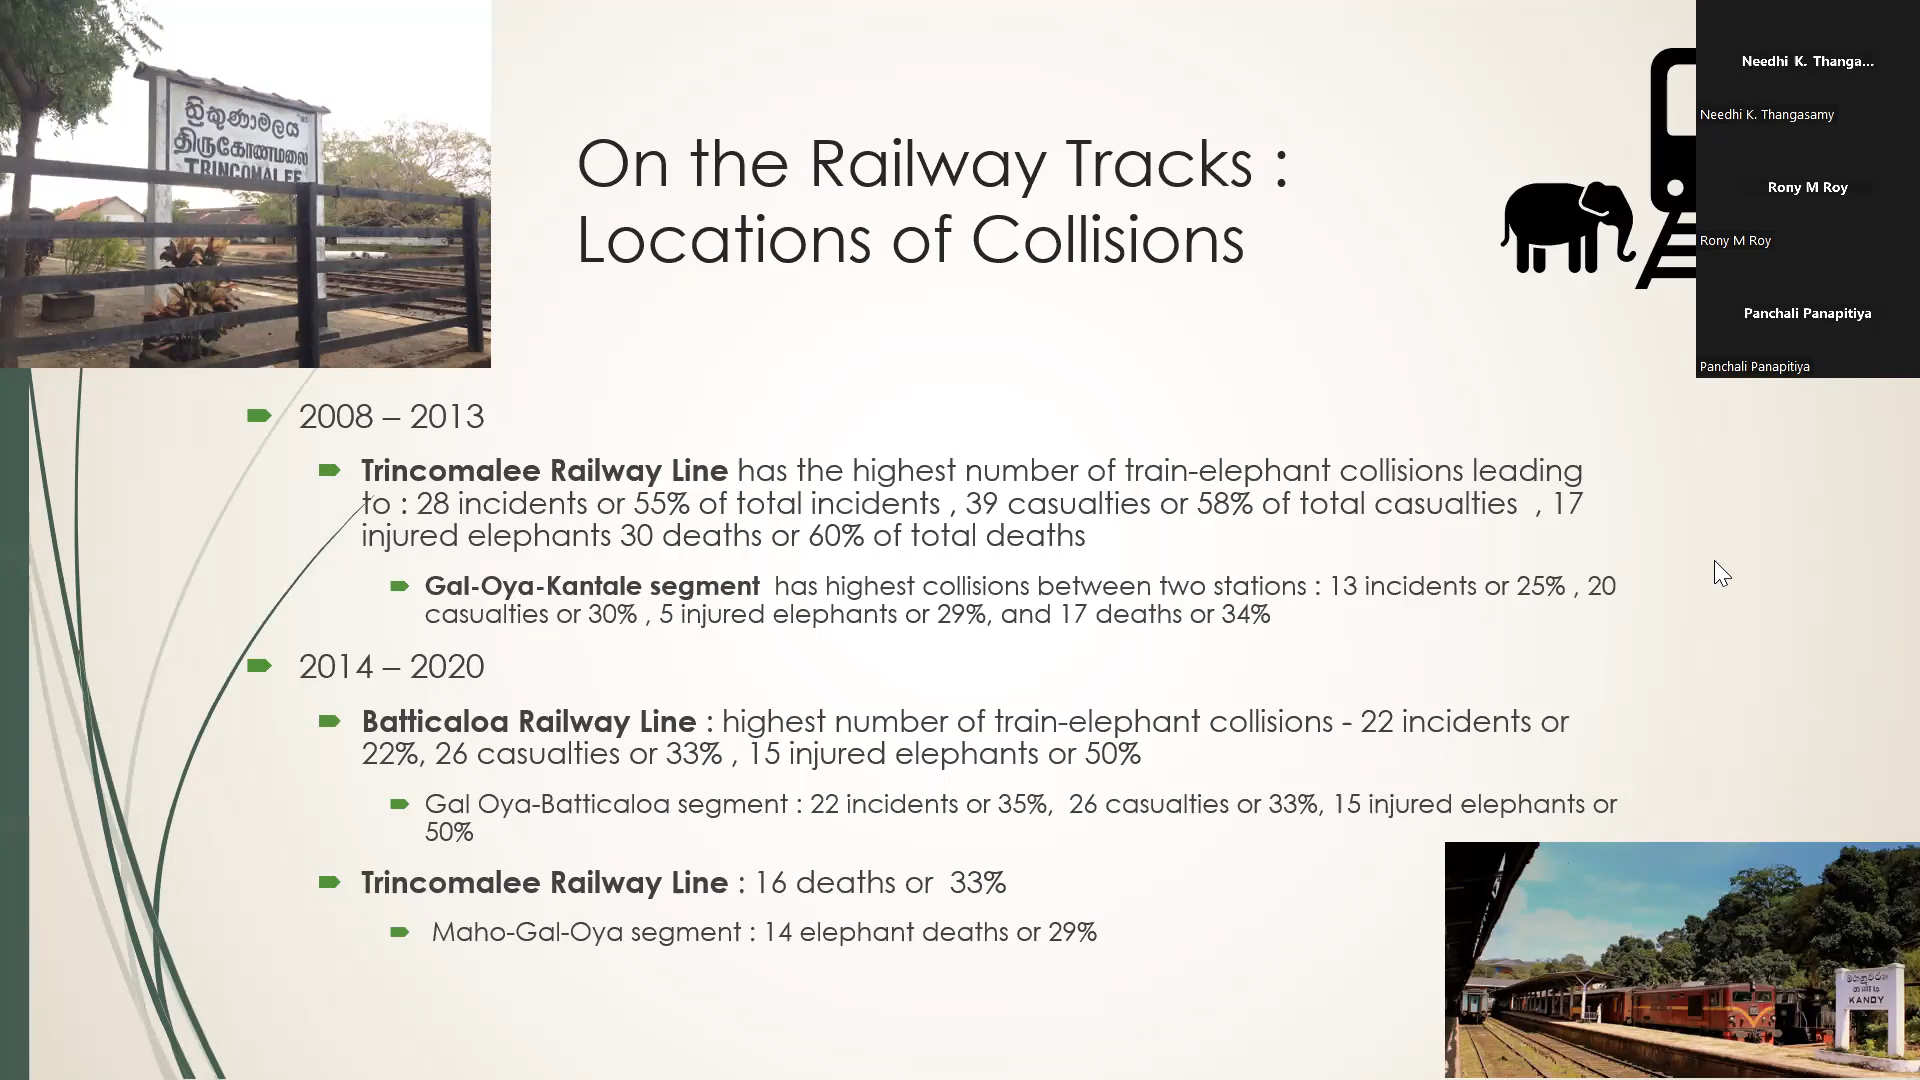 ත්‍රිකුණාමලය
திருகோணமலை
TRINCOMALEE
On the Railway Tracks :
Locations of Collisions
Needhi K. Thanga...
Needhi K. Thangasamy
Rony M Roy
Rony M Roy
Panchali Panapitiya
Panchali Panapitiya
2008 – 2013
Trincomalee Railway Line has the highest number of train-elephant collisions leading
to : 28 incidents or 55% of total incidents , 39 casualties or 58% of total casualties , 17
injured elephants 30 deaths or 60% of total deaths
Gal-Oya-Kantale segment has highest collisions between two stations : 13 incidents or 25% , 20
casualties or 30% , 5 injured elephants or 29%, and 17 deaths or 34%
2014 – 2020
Batticaloa Railway Line : highest number of train-elephant collisions - 22 incidents or
22%, 26 casualties or 33% , 15 injured elephants or 50%
Gal Oya-Batticaloa segment : 22 incidents or 35%, 26 casualties or 33%, 15 injured elephants or
50%
Trincomalee Railway Line : 16 deaths or 33%
Maho-Gal-Oya segment : 14 elephant deaths or 29%
KANDY